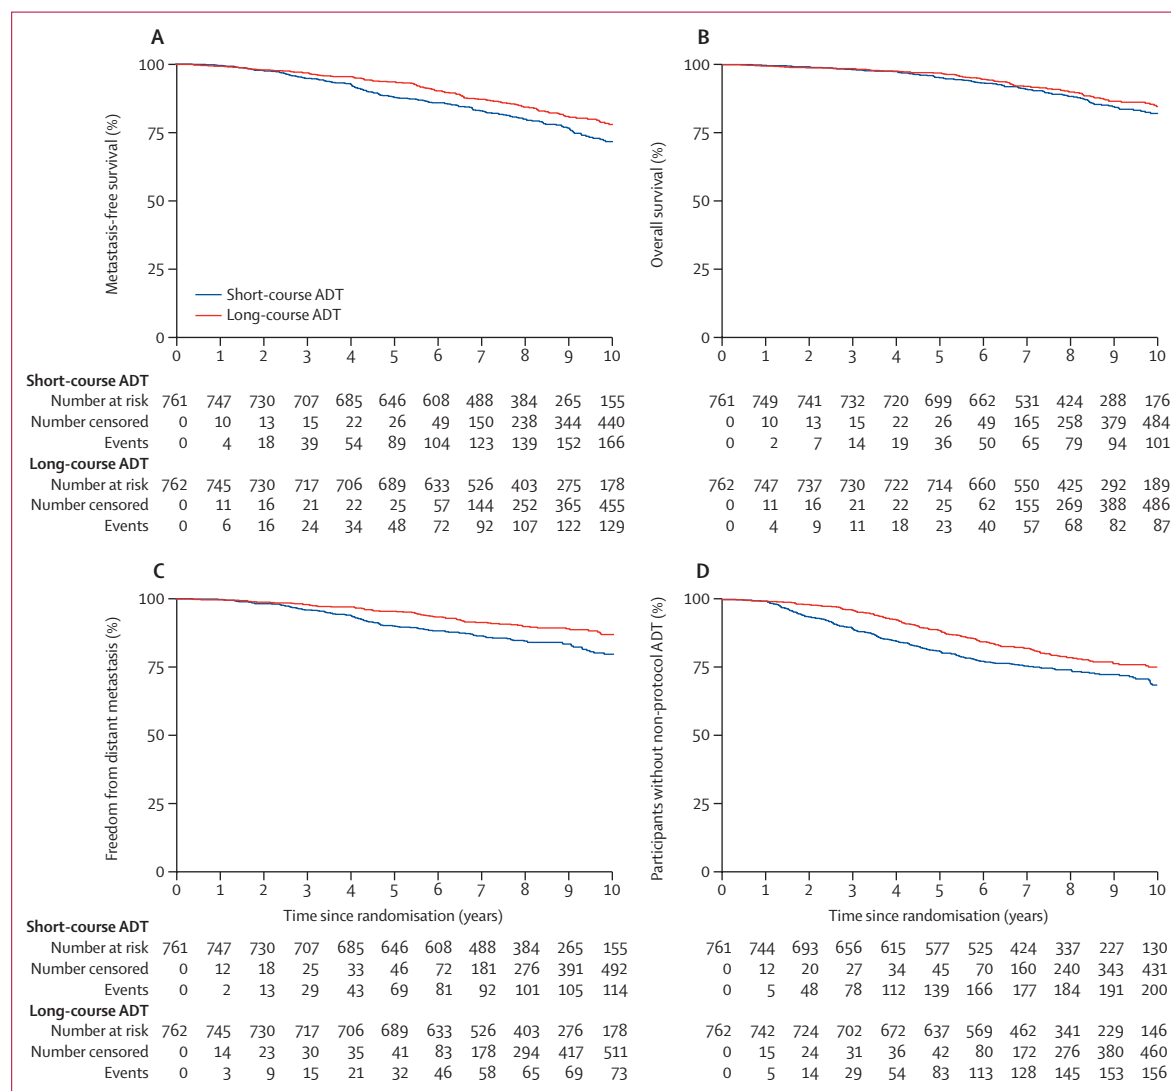 A
B
100
75
50
25
0
Metastasis-free survival (%)
Short-course ADT
Long-course ADT
0 1 2 3 4 5 6 7 8 9 10
100
75
50
25
0
Overall survival (%)
0 1 2 3 4 5 6 7 8 9 10
Short-course ADT
Number at risk 761 747 730 707 685 646 608 488 384 265 155 761 749 741 732 720 699 662 531 424 288 176
Number censored 0 10 13 15 22 26 49 150 238 344 440 0 10 13 15 22 26 49 165 258 379 484
Events 0 4 18 39 54 89 104 123 139 152 166 0 2 7 14 19 36 50 65 79 94 101
Long-course ADT
Number at risk 762 745 730 717 706 689 633 526 403 275 178 762 747 737 730 722 714 660 550 425 292 189
Number censored 0 11 16 21 22 25 57 144 252 365 455 0 11 16 21 22 25 62 155 269 388 486
Events 0 6 16 24 34 48 72 92 107 122 129 0 4 9 11 18 23 40 57 68 82 87
C
D
100
75
50
25
0
Freedom from distant metastasis (%)
0 1 2 3 4 5 6 7 8 9 10
Time since randomisation (years)
100
75
50
25
0
Participants without non-protocol ADT (%)
0 1 2 3 4 5 6 7 8 9 10
Time since randomisation (years)
Short-course ADT
Number at risk 761 747 730 707 685 646 608 488 384 265 155 761 744 693 656 615 577 525 424 337 227 130
Number censored 0 12 18 25 33 46 72 181 276 391 492 0 12 20 27 34 45 70 160 240 343 431
Events 0 2 13 29 43 69 81 92 101 105 114 0 5 48 78 112 139 166 177 184 191 200
Long-course ADT
Number at risk 762 745 730 717 706 689 633 526 403 276 178 762 742 724 702 672 637 569 462 341 229 146
Number censored 0 14 23 30 35 41 83 178 294 417 511 0 15 24 31 36 42 80 172 276 380 460
Events 0 3 9 15 21 32 46 58 65 69 73 0 5 14 29 54 83 113 128 145 153 156